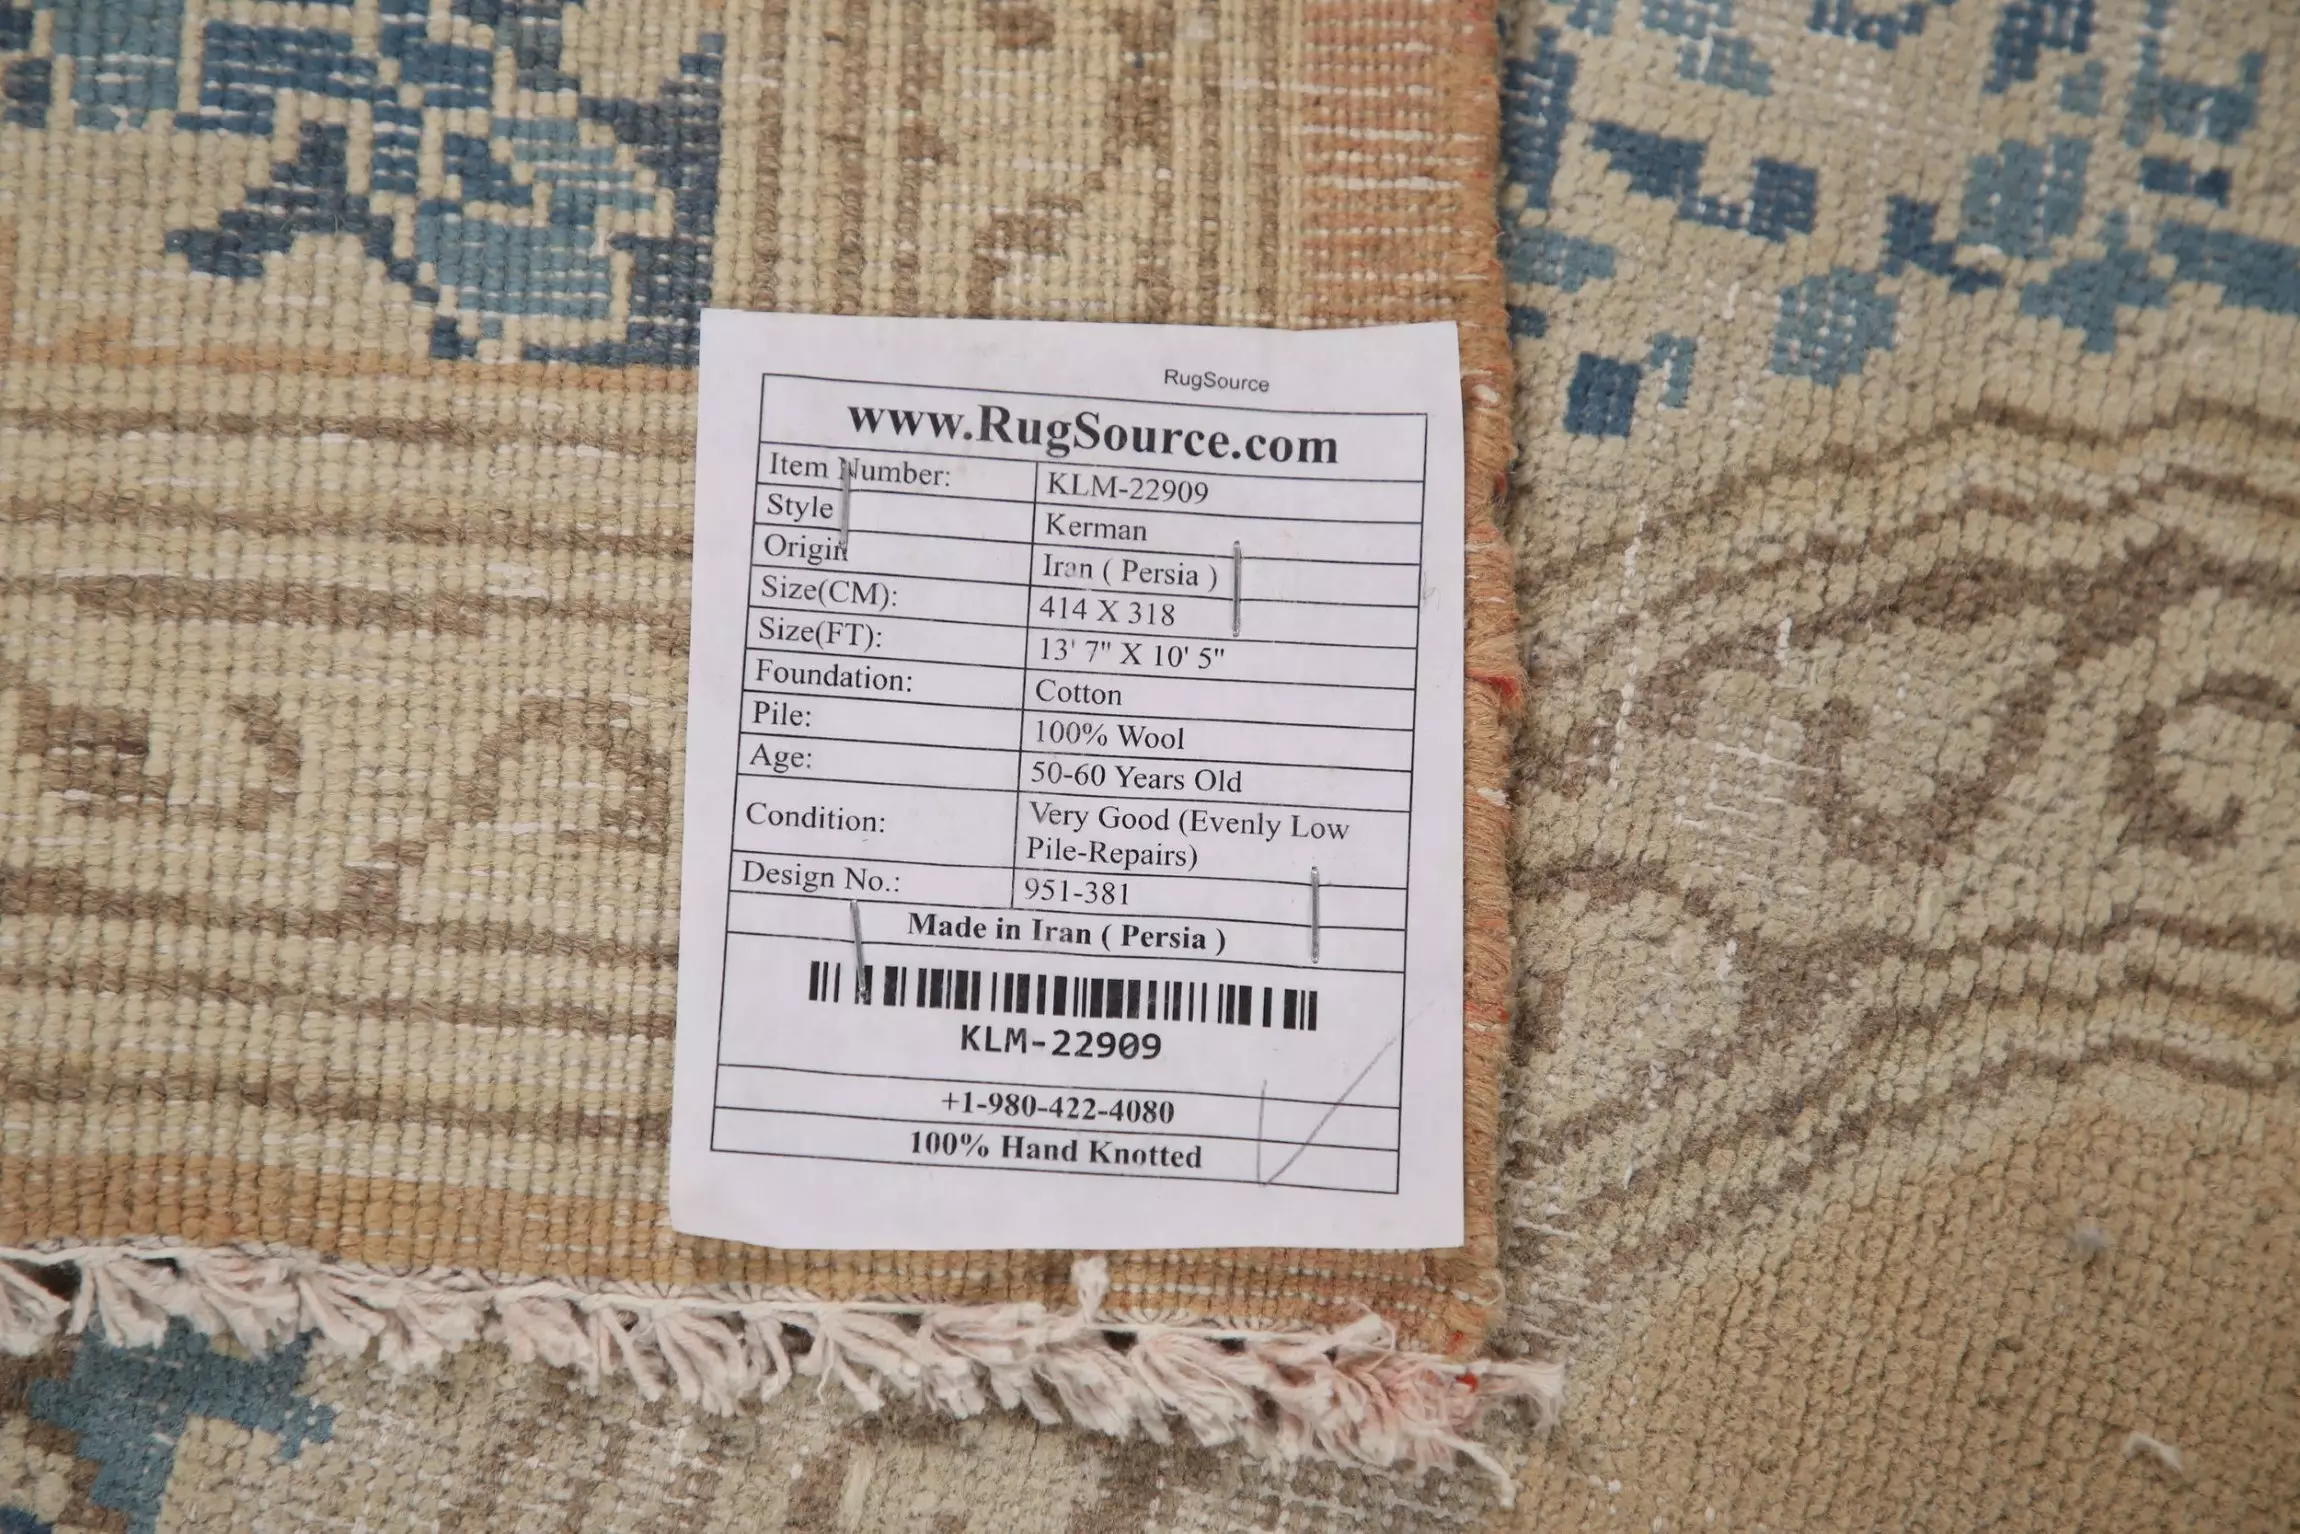 RugSource
www.RugSource.com
Item Number: KLM-22909
Style Kerman
Origin Iran ( Persia )
Size(CM): 414 X 318
Size(FT): 13' 7" X 10' 5"
Foundation: Cotton
Pile: 100% Wool
Age: 50-60 Years Old
Condition: Very Good (Evenly Low
Pile-Repairs)
Design No.: 951-381
Made in Iran ( Persia )
KLM-22909
+1-980-422-4080
100% Hand Knotted